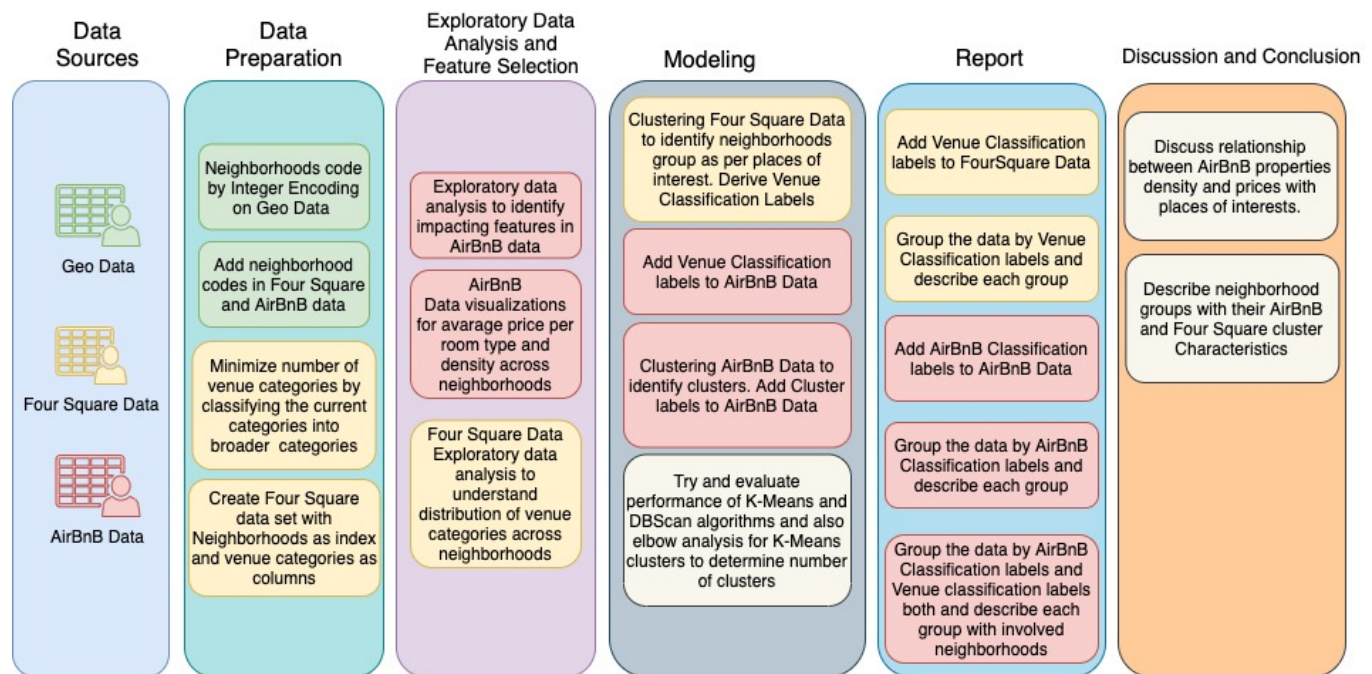 Data
Sources
Geo Data
Four Square Data
AirBnB Data
Data
Preparation
Neighborhoods code
by Integer Encoding
on Geo Data
Add neighborhood
codes in Four Square
and AirBnB data
Minimize number of
venue categories by
classifying the current
categories into
broader categories
Create Four Square
data set with
Neighborhoods as index
and venue categories as
columns
Exploratory Data
Analysis and
Feature Selection
Exploratory data
analysis to identify
impacting features in
AirBnB data
AirBnB
Data visualizations
for avarage price per
room type and
density across
neighborhoods
Four Square Data
Exploratory data
analysis to
understand
distribution of venue
categories across
neighborhoods
Modeling
Clustering Four Square Data
to identify neighborhoods
group as per places of
interest. Derive Venue
Classification Labels
Add Venue Classification
labels to AirBnB Data
Clustering AirBnB Data to
identify clusters. Add Cluster
labels to AirBnB Data
Try and evaluate
performance of K-Means and
DBScan algorithms and also
elbow analysis for K-Means
clusters to determine number
of clusters
Report
Add Venue Classification
labels to FourSquare Data
Group the data by Venue
Classification labels and
describe each group
Add AirBnB Classification
labels to AirBnB Data
Group the data by AirBnB
Classification labels and
describe each group
Group the data by AirBnB
Classification labels and
Venue classification labels
both and describe each
group with involved
neighborhoods
Discussion and Conclusion
Discuss relationship
between AirBnB properties
density and prices with
places of interests.
Describe neighborhood
groups with their AirBnB
and Four Square cluster
Characteristics